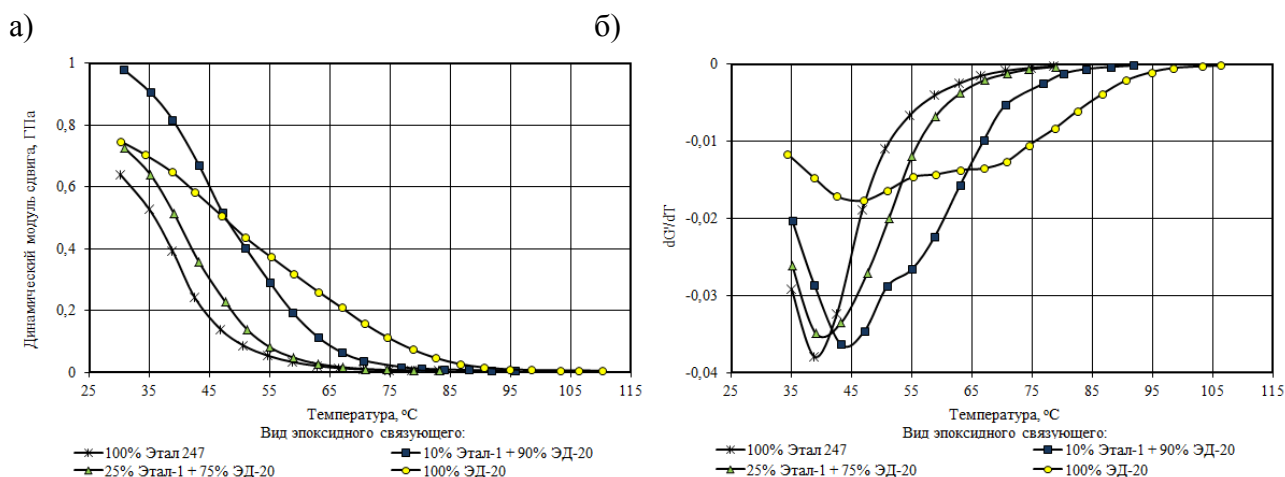 а)
б)
Динамический модуль сдвига, ГПа
1
0,8
0,6
0,4
0,2
0
25 35 45 55 65 75 85 95 105 115
Температура, °С
Вид эпоксидного связующего:
100% Этал 247
10% Этал-1 + 90% ЭД-20
25% Этал-1 + 75% ЭД-20
100% ЭД-20
dG'/dT
0
-0,01
-0,02
-0,03
-0,04
25 35 45 55 65 75 85 95 105 115
Температура, °С
Вид эпоксидного связующего:
100% Этал 247
10% Этал-1 + 90% ЭД-20
25% Этал-1 + 75% ЭД-20
100% ЭД-20